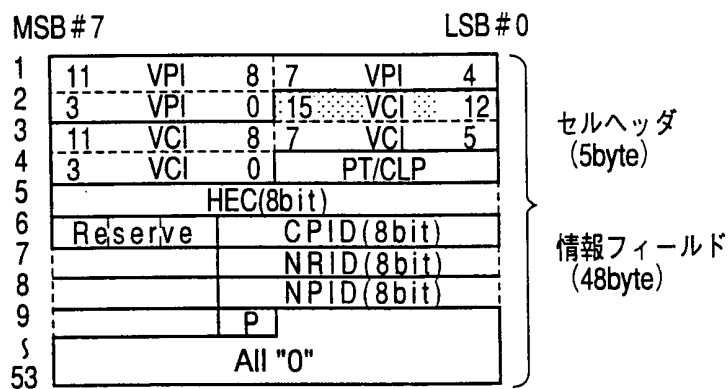 MSB#7 LSB#0
1 11 VPI 8 7 VPI 4
2 3 VPI 0 15 VCI 12
3 11 VCI 8 7 VCI 5
4 3 VCI 0 PT/CLP
5 HEC(8bit)
6 Reserve CPID(8bit)
7 NRID(8bit)
8 NPID(8bit)
9 P
~
53 All "0"
セルヘッダ
(5byte)
情報フィールド
(48byte)